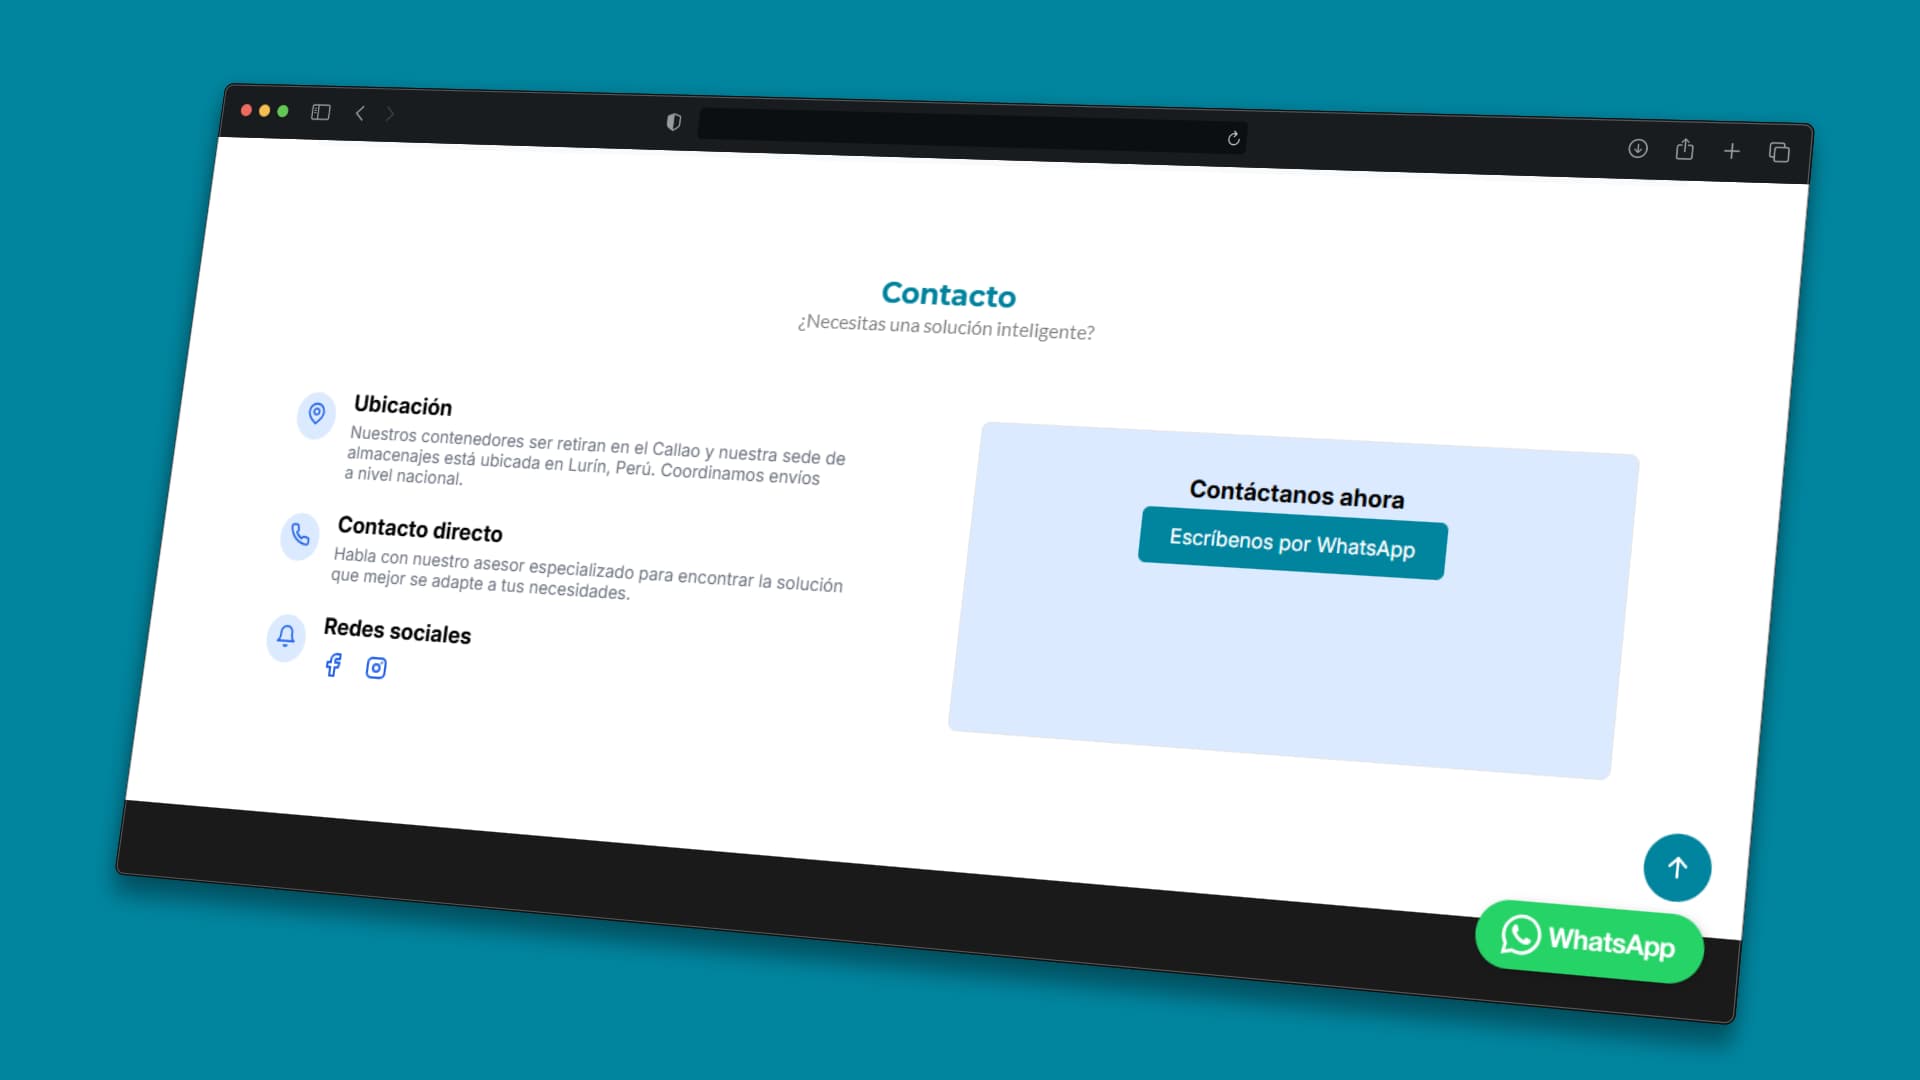 Contacto
¿Necesitas una solución inteligente?
Ubicación
Nuestros contenedores ser retiran en el Callao y nuestra sede de
almacenajes está ubicada en Lurín, Perú. Coordinamos envíos
a nivel nacional.
Contacto directo
Habla con nuestro asesor especializado para encontrar la solución
que mejor se adapte a tus necesidades.
Redes sociales
Contáctanos ahora
Escríbenos por WhatsApp
WhatsApp